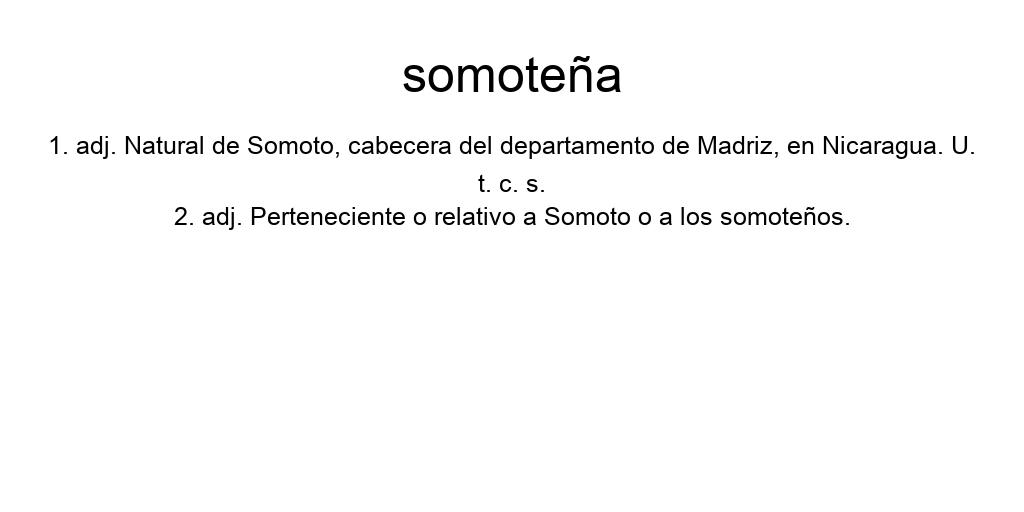 somoteña
1. adj. Natural de Somoto, cabecera del departamento de Madriz, en Nicaragua. U.
t. c. s.
2. adj. Perteneciente o relativo a Somoto o a los somoteños.